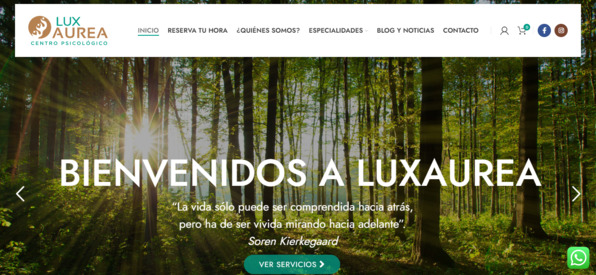 LUX
AUREA
CENTRO PSICOLÓGICO
INICIO RESERVA TU HORA ¿QUIÉNES SOMOS? ESPECIALIDADES BLOG Y NOTICIAS CONTACTO
0
BIENVENIDOS A LUXAUREA
“La vida sólo puede ser comprendida hacia atrás,
pero ha de ser vivida mirando hacia adelante”.
Soren Kierkegaard
VER SERVICIOS